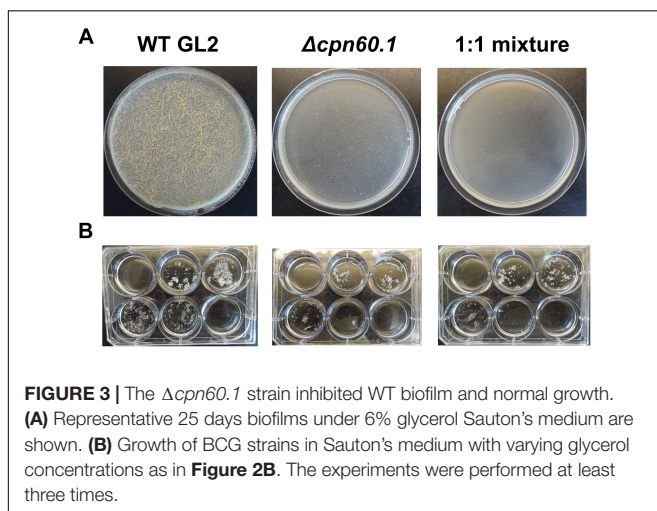 A
WT GL2
Δcpn60.1
1:1 mixture
B
FIGURE 3 | The Δcpn60.1 strain inhibited WT biofilm and normal growth.
(A) Representative 25 days biofilms under 6% glycerol Sauton's medium are
shown. (B) Growth of BCG strains in Sauton's medium with varying glycerol
concentrations as in Figure 2B. The experiments were performed at least
three times.